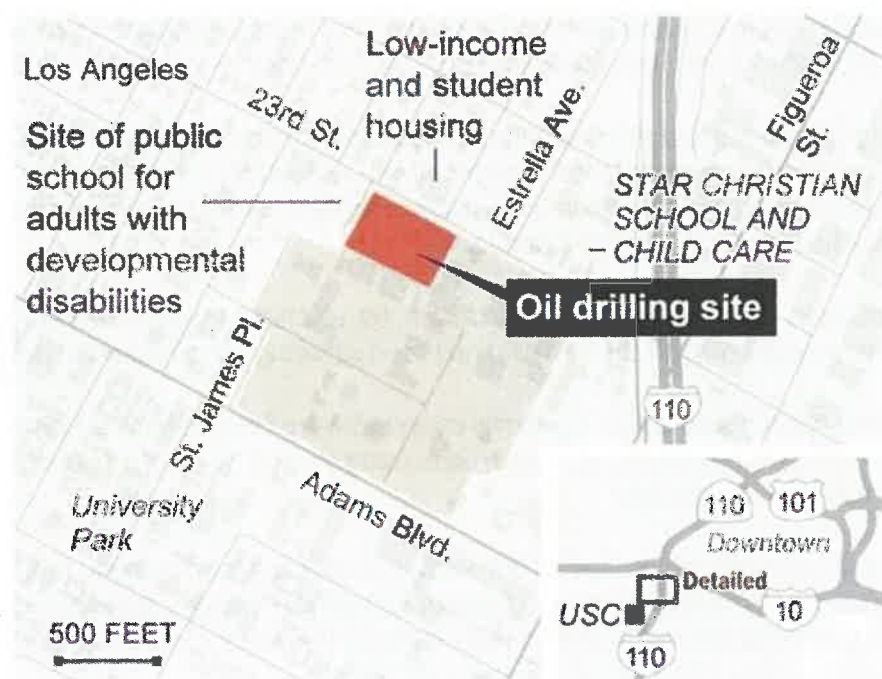 Los Angeles
Low-income
and student
housing
23rd St.
Estrella Ave.
Figueroa
St.
Site of public
school for
adults with
developmental
disabilities
STAR CHRISTIAN
SCHOOL AND
CHILD CARE
Oil drilling site
St. James Pl.
110
University
Park
Adams Blvd.
110
101
Downtown
Detailed
USC
10
110
500 FEET